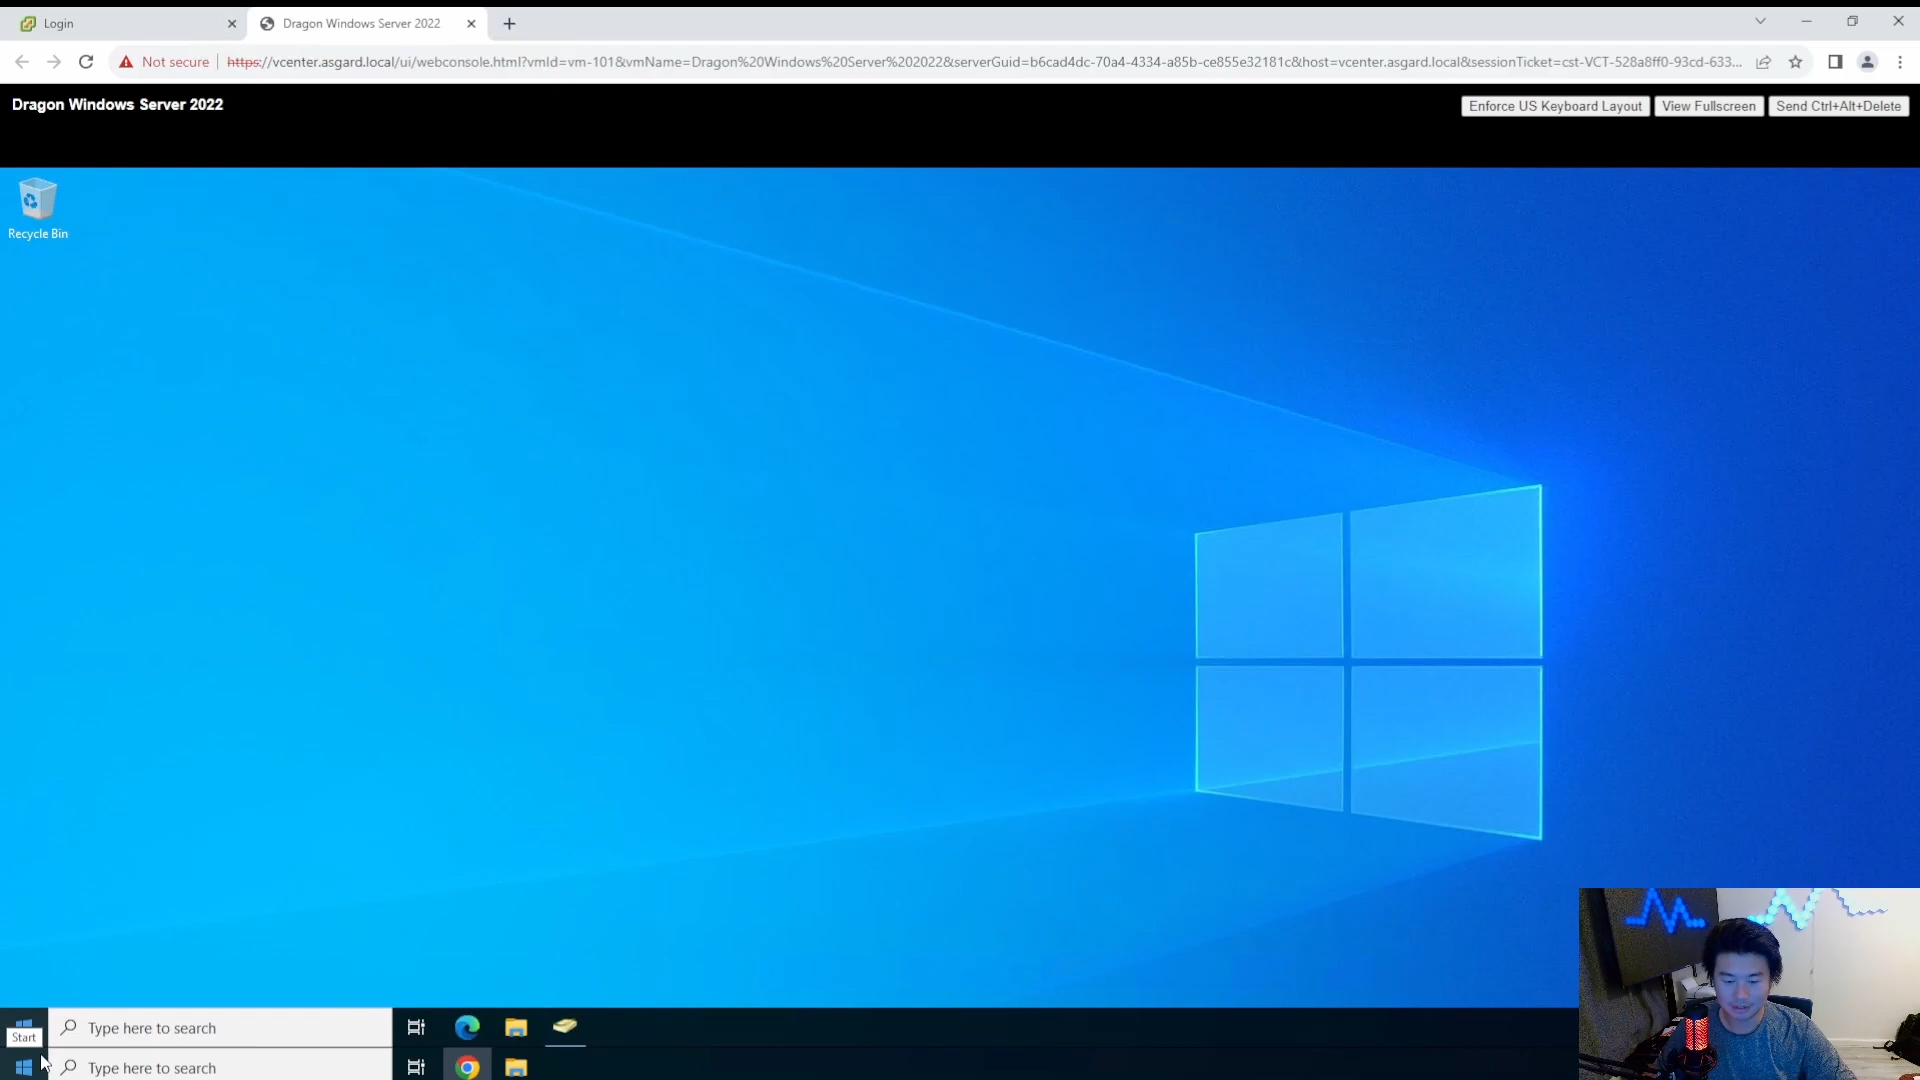 Login
Dragon Windows Server 2022
Not secure
https://vcenter.asgard.local/ui/webconsole.html?vmId=vm-101&vmName=Dragon%20Windows%20Server%202022&serverGuid=b6cad4dc-70a4-4334-a85b-ce855e32181c&host=vcenter.asgard.local&sessionTicket=cst-VCT-528a8ff0-93cd-633...
Dragon Windows Server 2022
Enforce US Keyboard Layout
View Fullscreen
Send Ctrl+Alt+Delete
Recycle Bin
Type here to search
Start
Type here to search